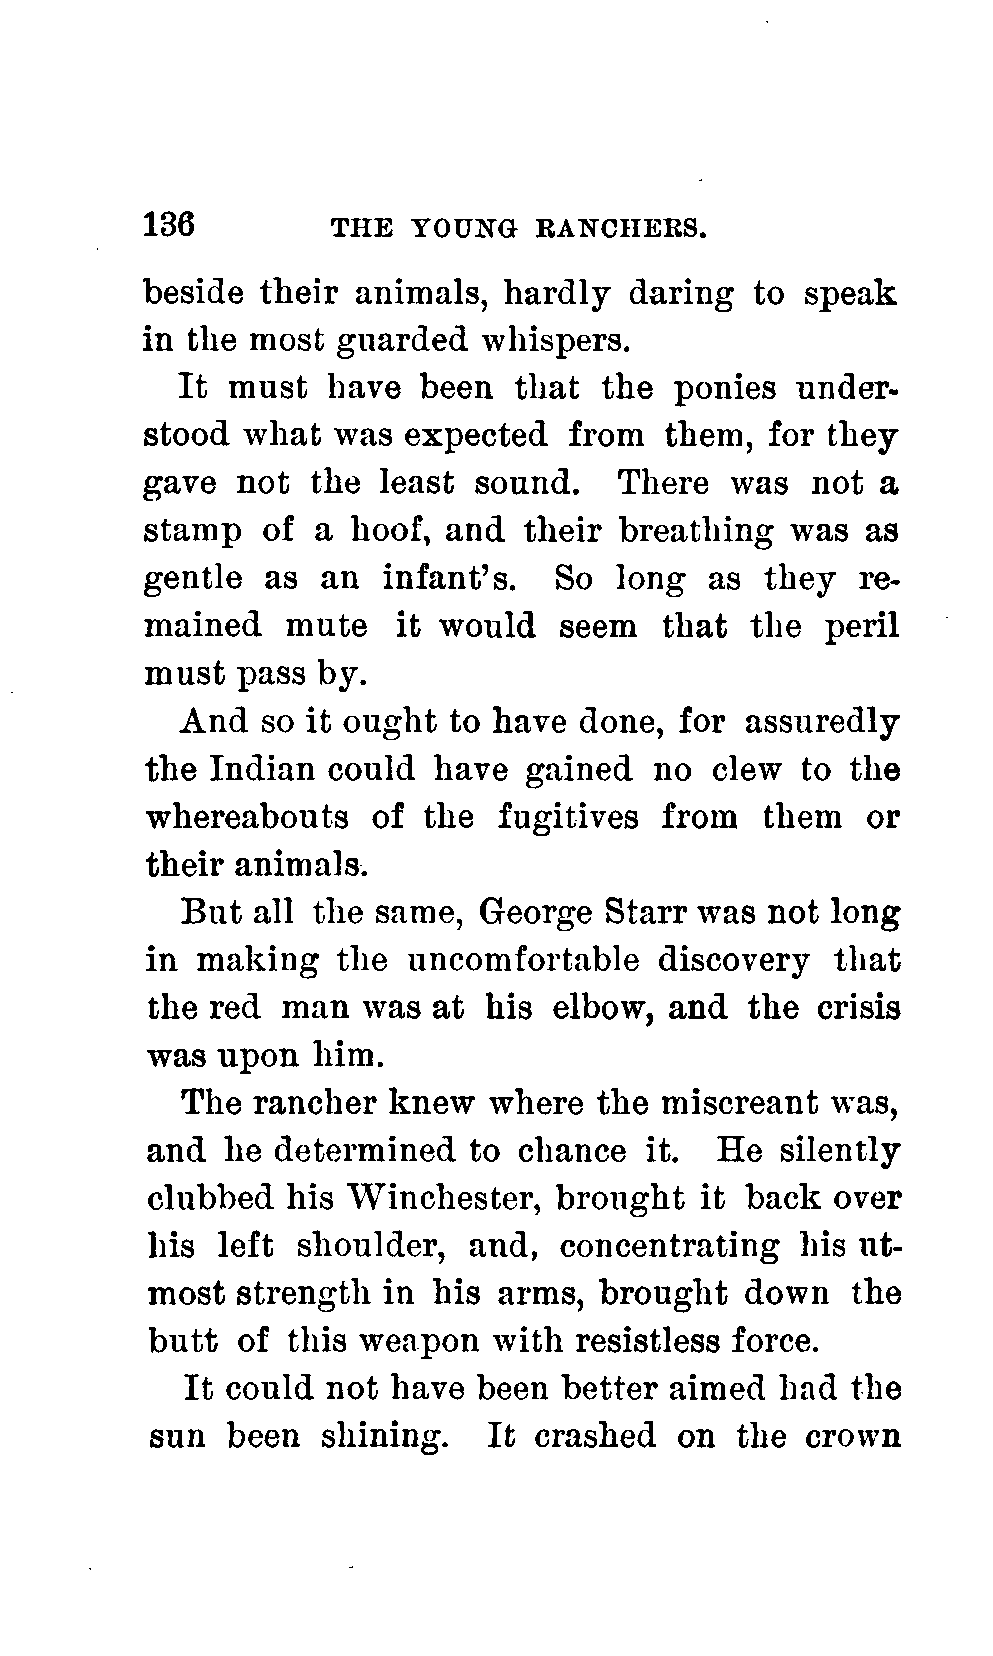 136 THE YOUNG RANCHERS.
beside their animals, hardly daring to speak
in the most guarded whispers.
It must have been that the ponies under-
stood what was expected from them, for they
gave not the least sound. There was not a
stamp of a hoof, and their breathing was as
gentle as an infant's. So long as they re-
mained mute it would seem that the peril
must pass by.
And so it ought to have done, for assuredly
the Indian could have gained no clew to the
whereabouts of the fugitives from them or
their animals.
But all the same, George Starr was not long
in making the uncomfortable discovery that
the red man was at his elbow, and the crisis
was upon him.
The rancher knew where the miscreant was,
and he determined to chance it. He silently
clubbed his Winchester, brought it back over
his left shoulder, and, concentrating his ut-
most strength in his arms, brought down the
butt of this weapon with resistless force.
It could not have been better aimed had the
sun been shining. It crashed on the crown